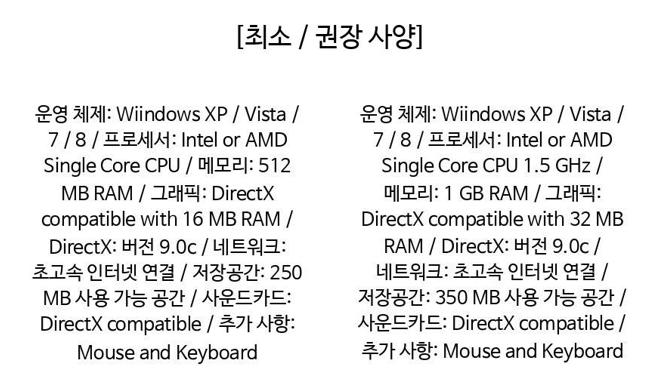 [최소 / 권장 사양]
운영 체제: Wiindows XP / Vista /
7 / 8 / 프로세서: Intel or AMD
Single Core CPU / 메모리: 512
MB RAM / 그래픽: DirectX
compatible with 16 MB RAM /
DirectX: 버전 9.0c / 네트워크:
초고속 인터넷 연결 / 저장공간: 250
MB 사용 가능 공간 / 사운드카드:
DirectX compatible / 추가 사항:
Mouse and Keyboard
운영 체제: Wiindows XP / Vista /
7 / 8 / 프로세서: Intel or AMD
Single Core CPU 1.5 GHz /
메모리: 1 GB RAM / 그래픽:
DirectX compatible with 32 MB
RAM / DirectX: 버전 9.0c /
네트워크: 초고속 인터넷 연결 /
저장공간: 350 MB 사용 가능 공간 /
사운드카드: DirectX compatible /
추가 사항: Mouse and Keyboard